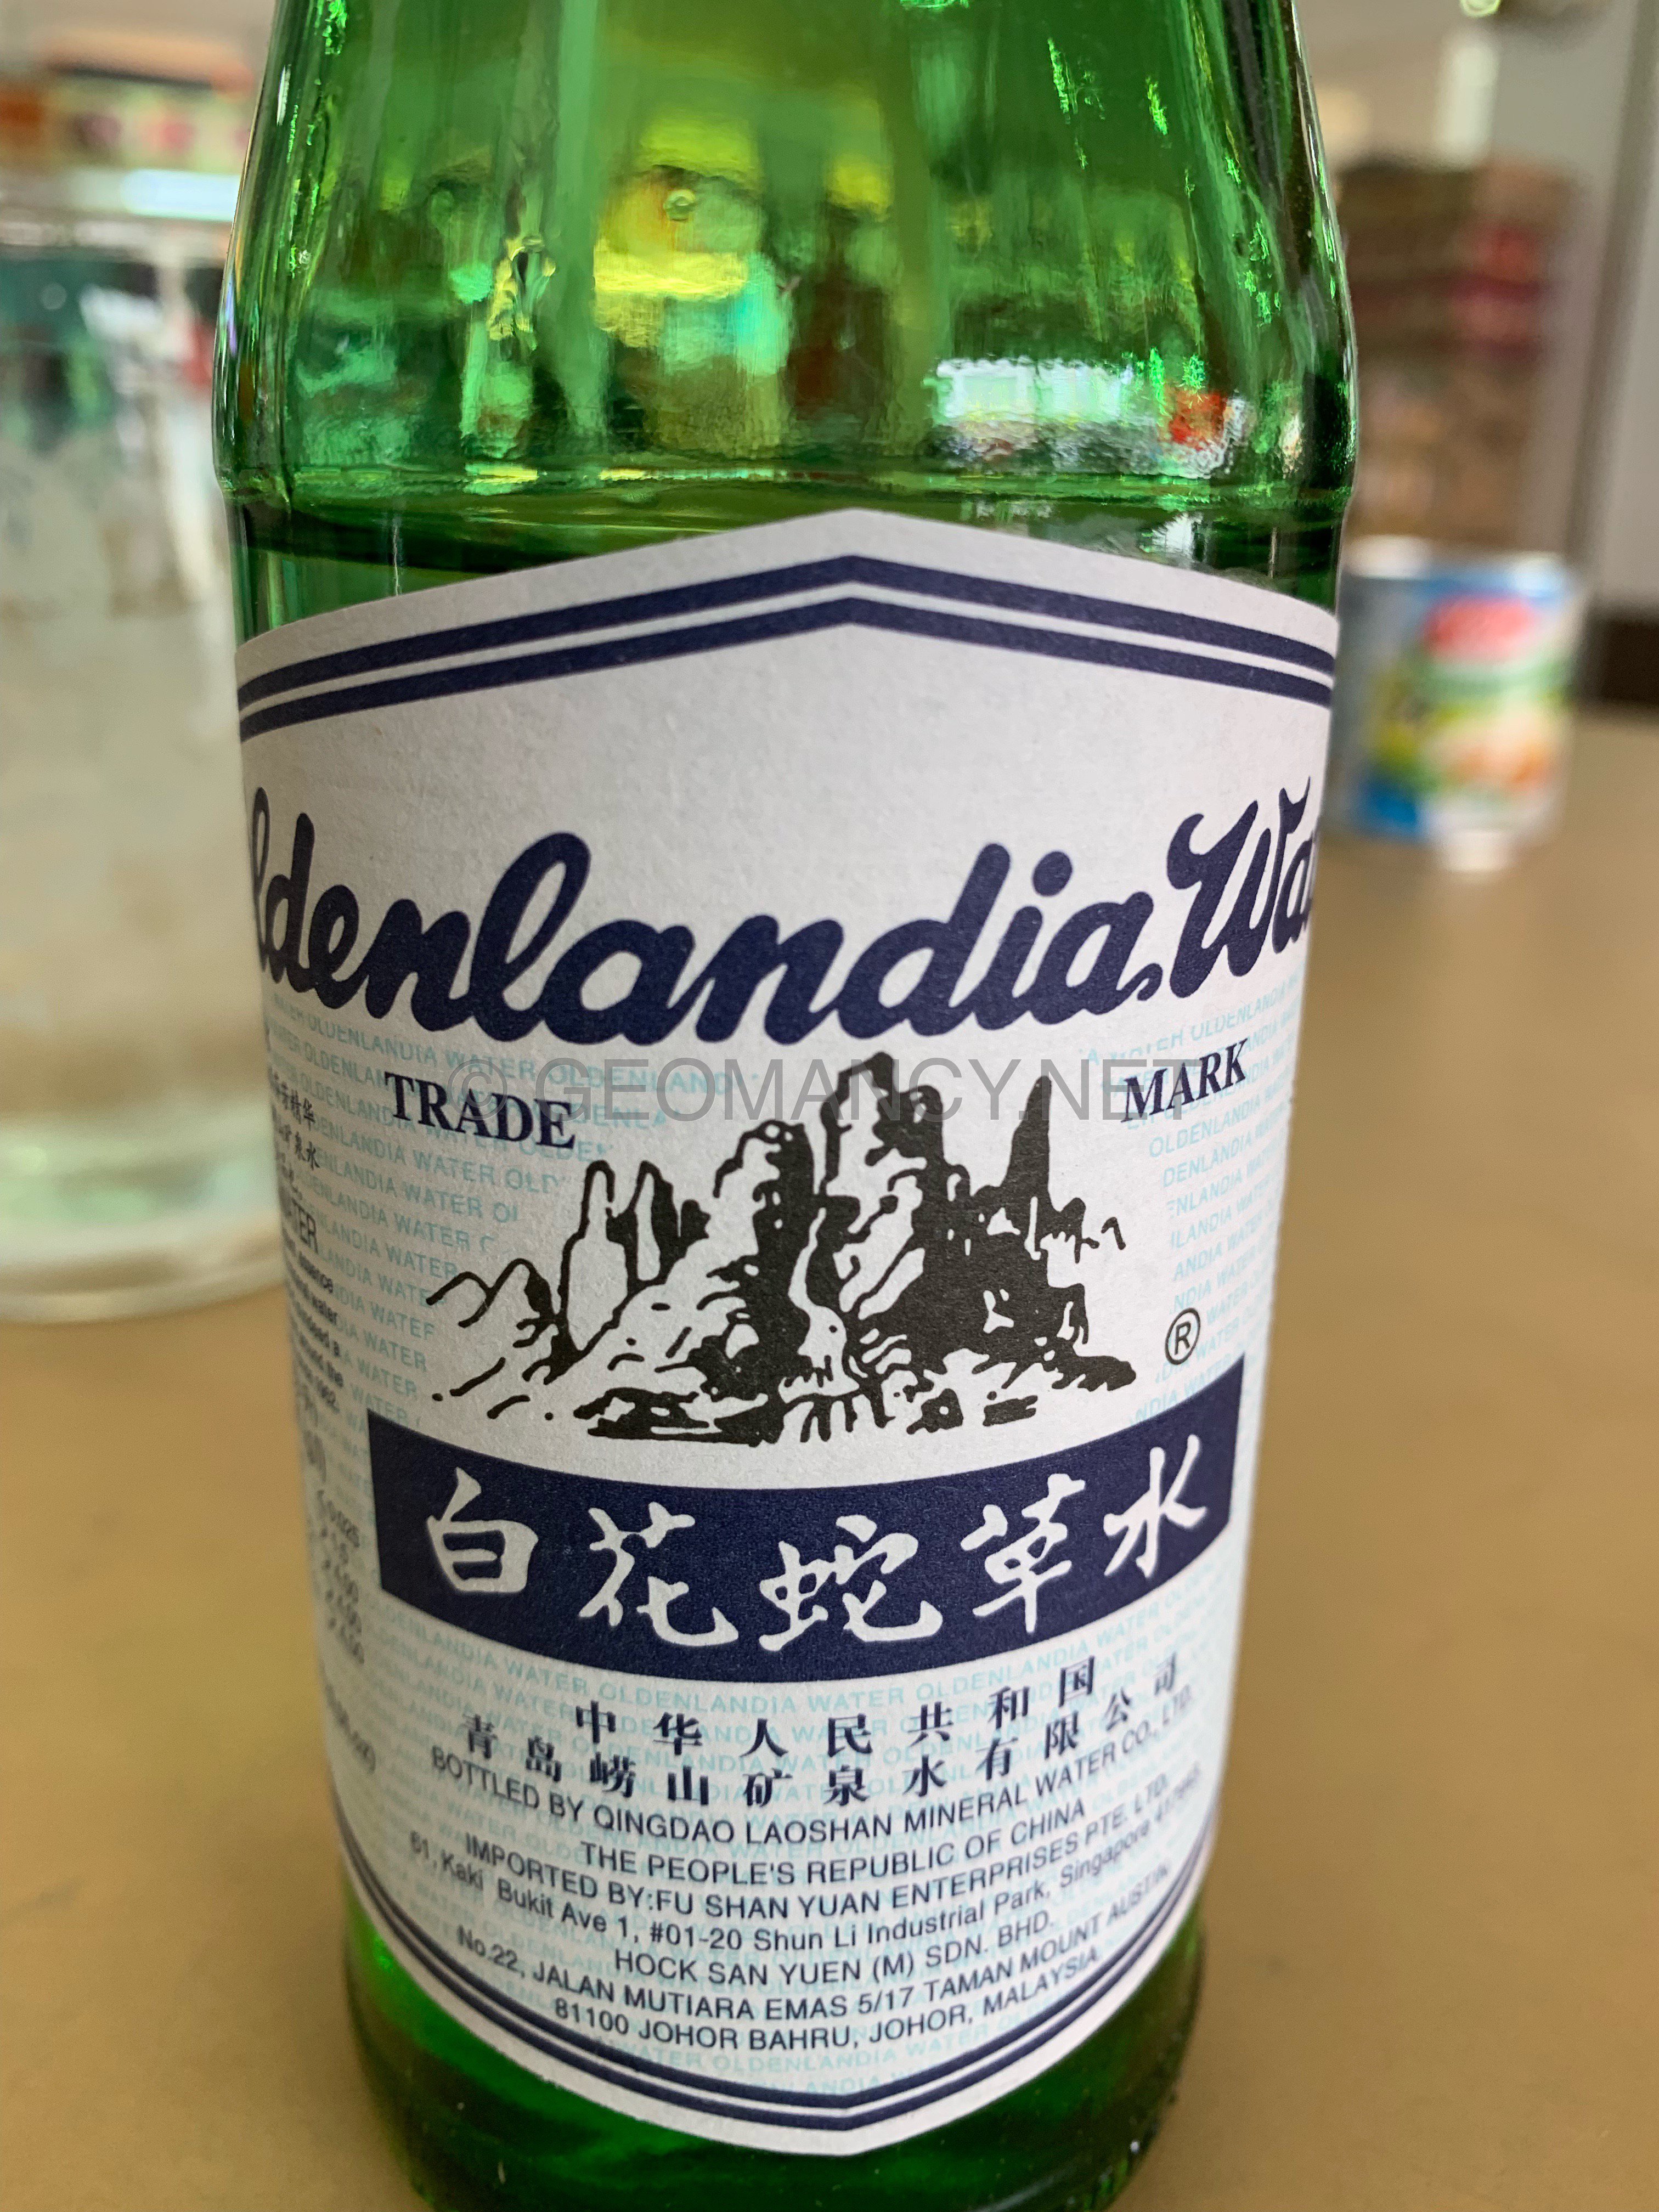 ldenlandia Wa
© GEOMANCY.NET
TRADE MARK
®
白花蛇草水
中华人民共和国
青岛崂山矿泉水有限公司
BOTTLED BY QINGDAO LAOSHAN MINERAL WATER CO., LTD.
THE PEOPLE'S REPUBLIC OF CHINA
IMPORTED BY:FU SHAN YUAN ENTERPRISES PTE. LTD.
61, Kaki Bukit Ave 1, #01-20 Shun Li Industrial Park, Singapore
HOCK SAN YUEN (M) SDN. BHD.
No.22, JALAN MUTIARA EMAS 5/17 TAMAN MOUNT AUSTIN,
81100 JOHOR BAHRU, JOHOR, MALAYSIA
OLDENLANDIA WATER OLDENLANDIA WATER